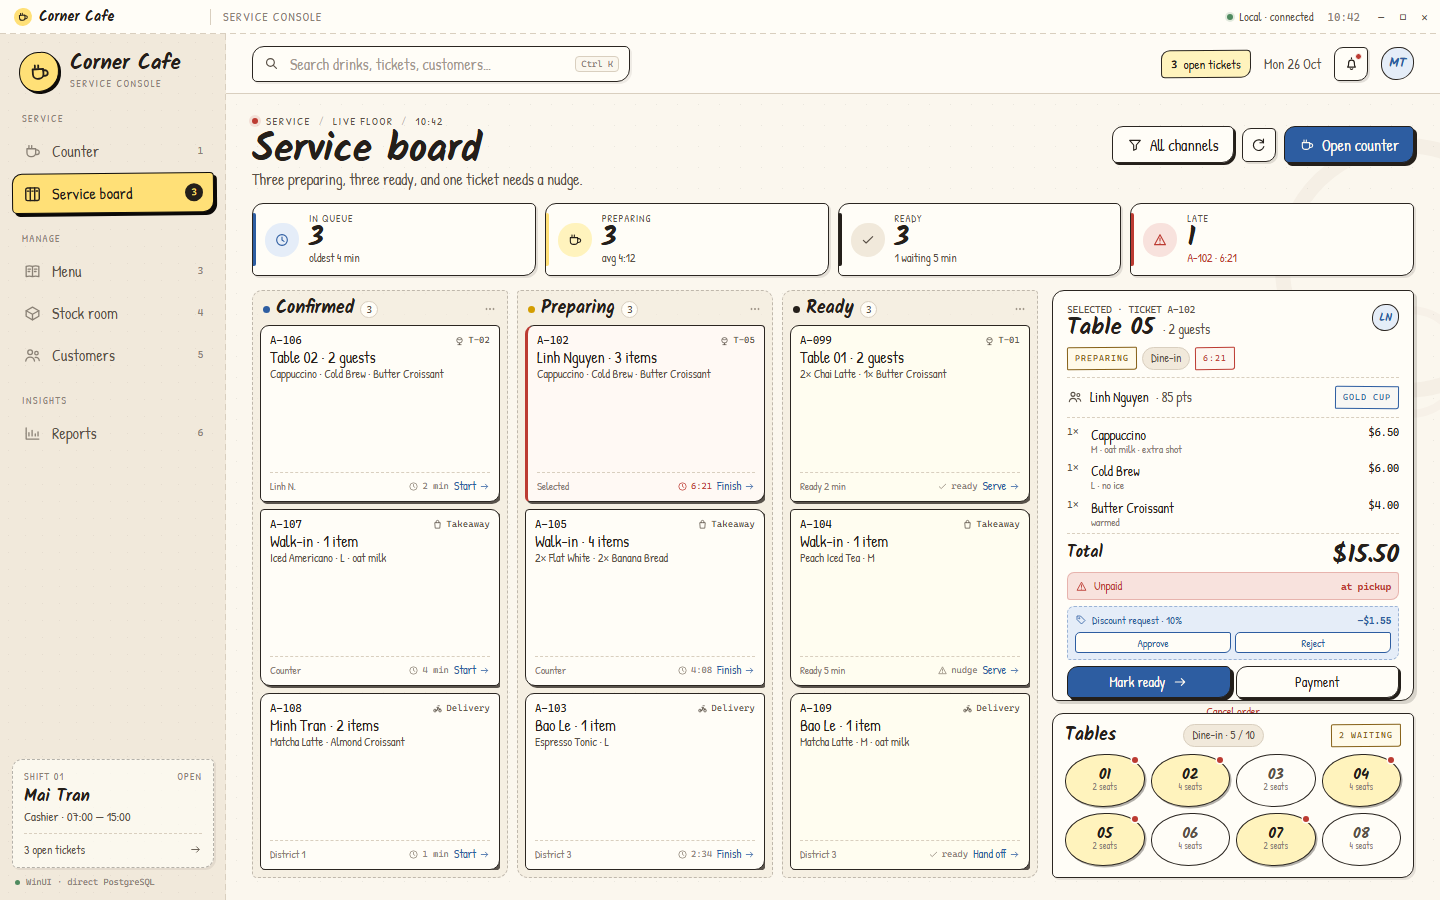 Corner Cafe
SERVICE CONSOLE
Local · connected
10:42
Corner Cafe
SERVICE CONSOLE
SERVICE
Counter 1
Service board 3
MANAGE
Menu 3
Stock room 4
Customers 5
INSIGHTS
Reports 6
SHIFT 01 OPEN
Mai Tran
Cashier · 07:00 — 15:00
3 open tickets →
WinUI · direct PostgreSQL
Search drinks, tickets, customers... Ctrl K
3 open tickets
Mon 26 Oct
MT
SERVICE / LIVE FLOOR / 10:42
Service board
Three preparing, three ready, and one ticket needs a nudge.
All channels
Open counter
IN QUEUE
3
oldest 4 min
PREPARING
3
avg 4:12
READY
3
1 waiting 5 min
LATE
1
A-102 · 6:21
Confirmed 3 ...
A-106 T-02
Table 02 · 2 guests
Cappuccino · Cold Brew · Butter Croissant
Linh N. 2 min Start →
A-107 Takeaway
Walk-in · 1 item
Iced Americano · L · oat milk
Counter 4 min Start →
A-108 Delivery
Minh Tran · 2 items
Matcha Latte · Almond Croissant
District 1 1 min Start →
Preparing 3 ...
A-102 T-05
Linh Nguyen · 3 items
Cappuccino · Cold Brew · Butter Croissant
Selected 6:21 Finish →
A-105 Takeaway
Walk-in · 4 items
2× Flat White · 2× Banana Bread
Counter 4:08 Finish →
A-103 Delivery
Bao Le · 1 item
Espresso Tonic · L
District 3 2:34 Finish →
Ready 3 ...
A-099 T-01
Table 01 · 2 guests
2× Chai Latte · 1× Butter Croissant
Ready 2 min ready Serve →
A-104 Takeaway
Walk-in · 1 item
Peach Iced Tea · M
Ready 5 min nudge Serve →
A-109 Delivery
Bao Le · 1 item
Matcha Latte · M · oat milk
District 3 ready Hand off →
SELECTED · TICKET A-102
Table 05 · 2 guests
LN
PREPARING Dine-in 6:21
Linh Nguyen · 85 pts GOLD CUP
1× Cappuccino $6.50
M · oat milk · extra shot
1× Cold Brew $6.00
L · no ice
1× Butter Croissant $4.00
warmed
Total $15.50
Unpaid at pickup
Discount request · 10% −$1.55
Approve Reject
Mark ready → Payment
Cancel order
Tables Dine-in · 5 / 10 2 WAITING
01 02 03 04
2 seats 4 seats 2 seats 4 seats
05 06 07 08
2 seats 4 seats 2 seats 4 seats